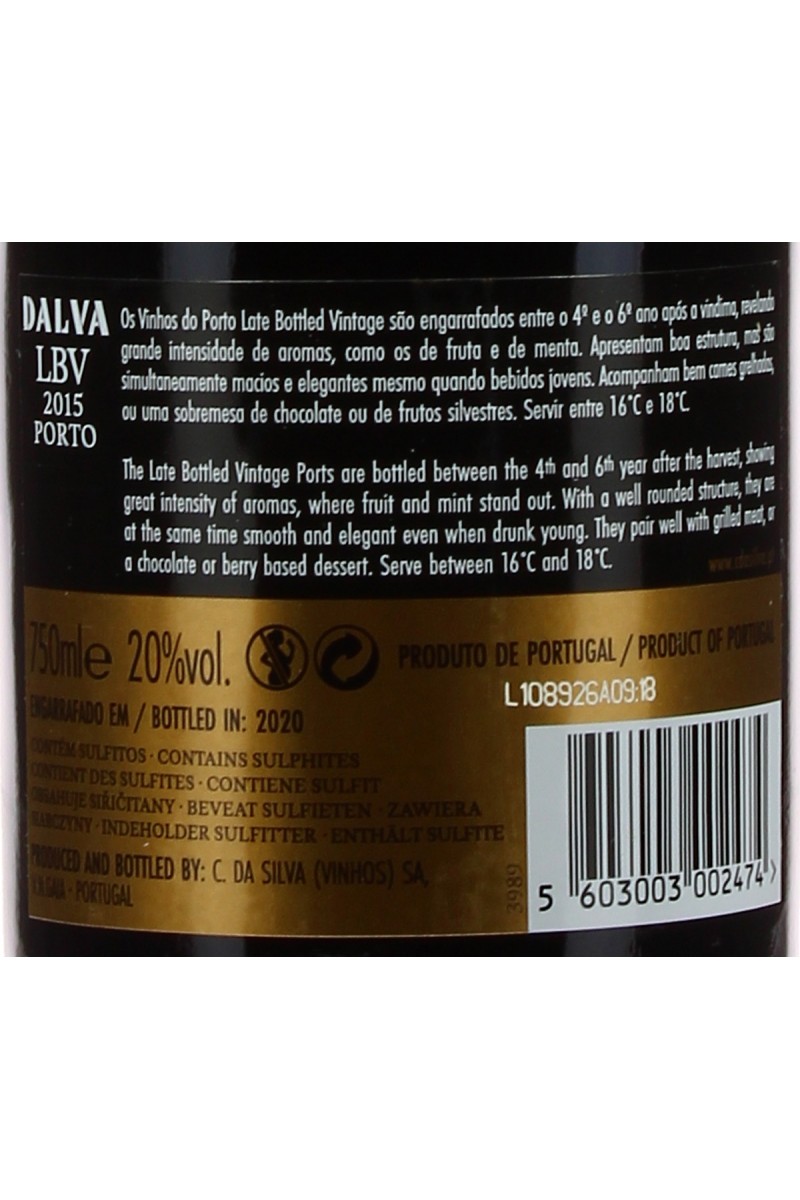 DALVA
LBV
2015
PORTO
Os Vinhos do Porto Late Bottled Vintage são engarrafados entre o 4º e o 6º ano após a vindima, revelando
grande intensidade de aromas, como os de fruta e de menta. Apresentam boa estrutura, mas são
simultaneamente macios e elegantes mesmo quando bebidos jovens. Acompanham bem carnes grelhadas,
ou uma sobremesa de chocolate ou de frutos silvestres. Servir entre 16°C e 18°C.
The Late Bottled Vintage Ports are bottled between the 4th and 6th year after the harvest, showing
great intensity of aromas, where fruit and mint stand out. With a well rounded structure, they are
at the same time smooth and elegant even when drunk young. They pair well with grilled meat, or
a chocolate or berry based dessert. Serve between 16°C and 18°C.
750ml e 20%vol.
PRODUTO DE PORTUGAL / PRODUCT OF PORTUGAL
L108926A09:18
ENGARRAFADO EM / BOTTLED IN: 2020
CONTÉM SULFITOS · CONTAINS SULPHITES
CONTIENT DES SULFITES · CONTIENE SULFIT
OBSAHUJE SIŘIČITANY · BEVEAT SULFIETEN · ZAWIERA
SIARCZYNY · INDEHOLDER SULFITTER · ENTHÄLT SULFITE
PRODUCED AND BOTTLED BY: C. DA SILVA (VINHOS) SA,
V. N. GAIA - PORTUGAL
3989
5 603003 002474 >